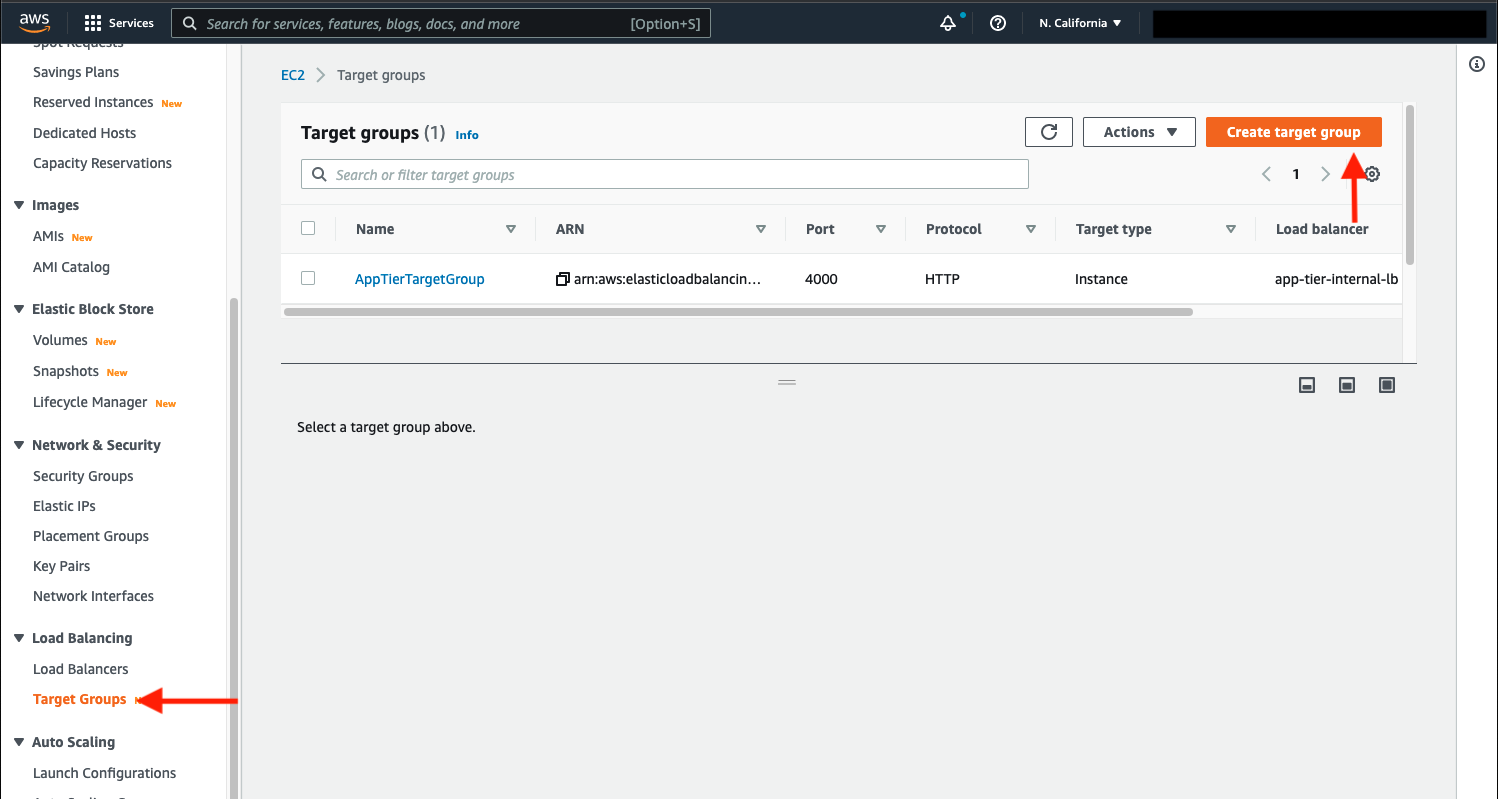 aws
Services
Search for services, features, blogs, docs, and more [Option+S]
N. California
Spot Requests
Savings Plans
Reserved Instances New
Dedicated Hosts
Capacity Reservations
Images
AMIs New
AMI Catalog
Elastic Block Store
Volumes New
Snapshots New
Lifecycle Manager New
Network & Security
Security Groups
Elastic IPs
Placement Groups
Key Pairs
Network Interfaces
Load Balancing
Load Balancers
Target Groups
Auto Scaling
Launch Configurations
EC2 Target groups
Target groups (1) Info
Actions
Create target group
Search or filter target groups
1
Name ARN Port Protocol Target type Load balancer
AppTierTargetGroup arn:aws:elasticloadbalancin… 4000 HTTP Instance app-tier-internal-lb
Select a target group above.